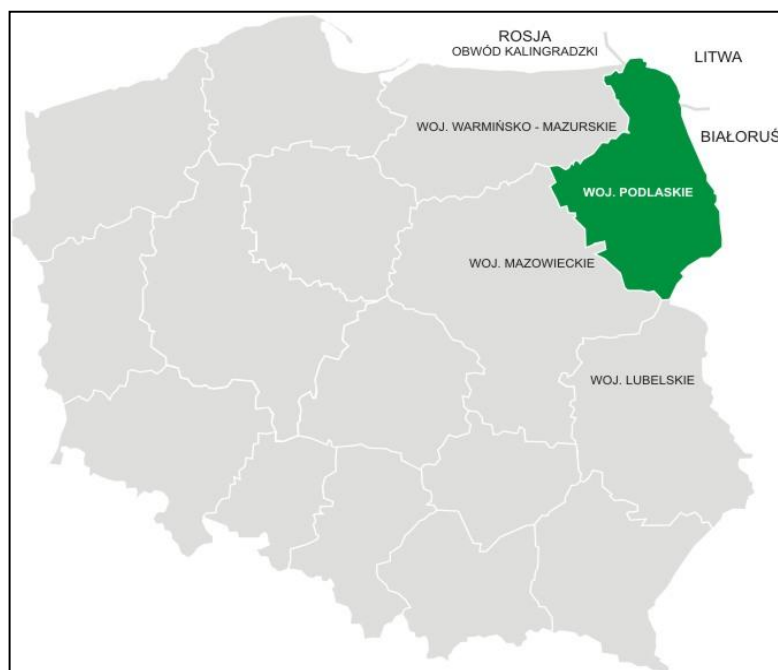 ROSJA
OBWÓD KALINGRADZKI
LITWA
WOJ. WARMIŃSKO - MAZURSKIE
BIAŁORUŚ
WOJ. PODLASKIE
WOJ. MAZOWIECKIE
WOJ. LUBELSKIE